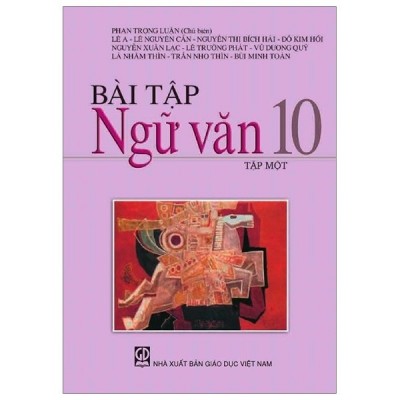 PHAN TRỌNG LUẬN (Chủ biên)
LÊ A - LÊ NGUYÊN CẨN - NGUYỄN THỊ BÍCH HẢI - ĐỖ KIM HỒI
NGUYỄN XUÂN LẠC - LÊ TRƯỜNG PHÁT - VŨ DƯƠNG QUỸ
LÃ NHÂM THÌN - TRẦN NHO THÌN - BÙI MINH TOÁN
BÀI TẬP
NGỮ VĂN 10
TẬP MỘT
NHÀ XUẤT BẢN GIÁO DỤC VIỆT NAM